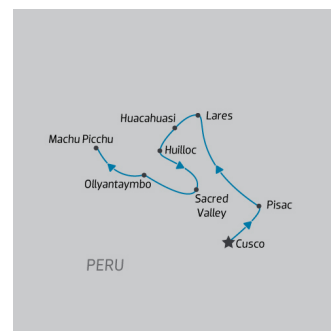 Huacahuasi
Lares
Machu Picchu
Huilloc
Ollyantaymbo
Sacred
Valley
Pisac
Cusco
PERU